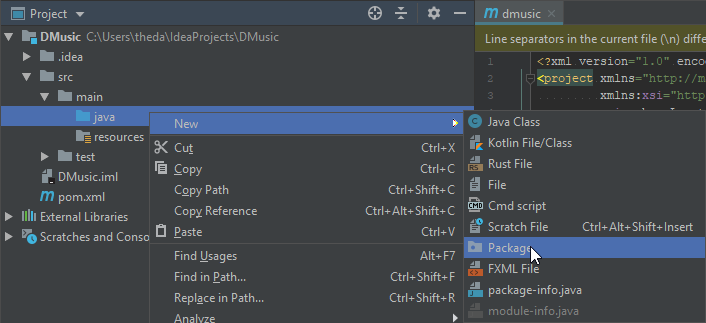 Project
dmusic
DMusic C:\Users\theda\IdeaProjects\DMusic
Line separators in the current file (\n) diffe
.idea
1 <?xml version="1.0" encod
src
2 <project xmlns="http://m
main
3 xmlns:xsi="http
java
New
Java Class
resources
Kotlin File/Class
Cut Ctrl+X
Rust File
test
Copy Ctrl+C
File
DMusic.iml
Copy Path Ctrl+Shift+C
Cmd script
pom.xml
Copy Reference Ctrl+Alt+Shift+C
Scratch File Ctrl+Alt+Shift+Insert
External Libraries
Paste Ctrl+V
Package
Scratches and Conso
Find Usages Alt+F7
FXML File
Find in Path... Ctrl+Shift+F
package-info.java
Replace in Path... Ctrl+Shift+R
module-info.java
Analyze